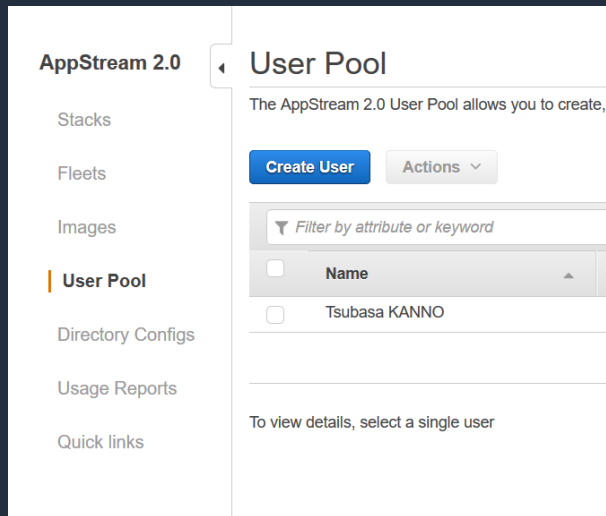 AppStream 2.0
Stacks
Fleets
Images
User Pool
Directory Configs
Usage Reports
Quick links
User Pool
The AppStream 2.0 User Pool allows you to create,
Create User
Actions
Filter by attribute or keyword
Name
Tsubasa KANNO
To view details, select a single user